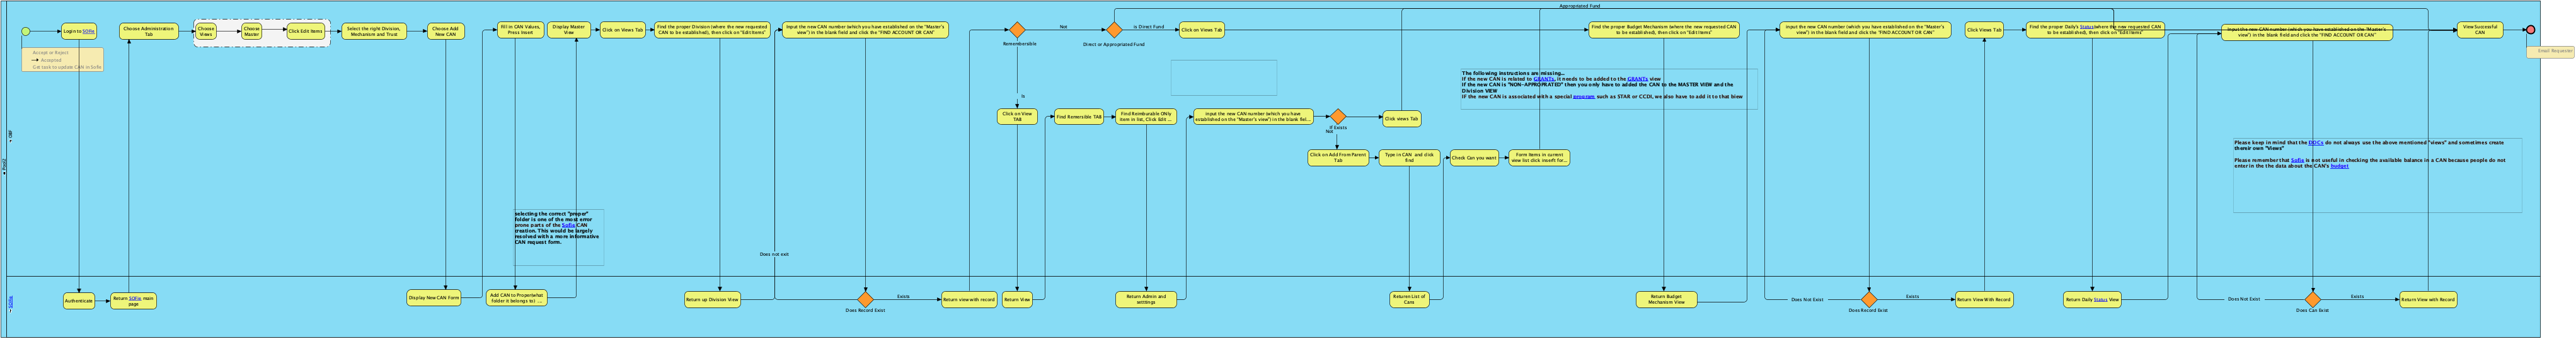 Pool2
OBF
SOFie
Login to SOFie
Accept or Reject
Accepted
Get task to update CAN in Sofie
Choose Administration
Tab
Choose
Views
Choose
Master
Click Edit Items
Select the right Division,
Mechanism and Trust
Choose Add
New CAN
Fill in CAN Values,
Press Insert
Display Master
View
Click on Views Tab
Find the proper Division (where the new requested
CAN to be established), then click on "Edit Items"
Input the new CAN number (which you have established on the "Master's
view") in the blank field and click the "FIND ACCOUNT OR CAN"
Remembersible
Not
Is
Direct or Appropriated Fund
is Direct Fund
Appropriated Fund
Click on Views Tab
Find the proper Budget Mechanism (where the new requested CAN
to be established), then click on "Edit Items"
Input the new CAN number (which you have established on the "Master's
view") in the blank field and click the "FIND ACCOUNT OR CAN"
Click Views Tab
Find the proper Daily's Status(where the new requested CAN
to be established), then click on "Edit Items"
Input the new CAN number (which you have established on the "Master's
view") in the blank field and click the "FIND ACCOUNT OR CAN"
View Successful
CAN
Email Requester
The following instructions are missing...
If the new CAN is related to GRANTs, it needs to be added to the GRANTs view
If the new CAN is "NON-APPROPRIATED" then you only have to added the CAN to the MASTER VIEW and the
Division VIEW
IF the new CAN is associated with a special program such as STAR or CCDI, we also have to add it to that biew
Click on View
TAB
Find Remersible TAB
Find Reimburable ONLY
item in list, Click Edit ...
Input the new CAN number (which you have
established on the "Master's view") in the blank fiel...
If Exists
Not
Click views Tab
Click on Add From Parent
Tab
Type in CAN and click
find
Check Can you want
Form Items in current
view list click insert for...
Please keep in mind that the DOCs do not always use the above mentioned "views" and sometimes create
thereir own "Views"
Please remember that Sofia is not useful in checking the available balance in a CAN because people do not
enter in the data about the CAN's budget
selecting the correct "proper"
folder is one of the most error
prone parts of the Sofie CAN
creation. This would be largely
resolved with a more informative
CAN request form.
Does not exit
Authenticate
Return SOFie main
page
Display New CAN Form
Add CAN to Proper(what
folder it belongs to) ...
Return up Division View
Does Record Exist
Exists
Return view with record
Return View
Return Admin and
settings
Returen List of
Cans
Return Budget
Mechanism View
Does Not Exist
Does Record Exist
Exists
Return View With Record
Return Daily Status View
Does Not Exist
Does Can Exist
Exists
Return View with Record